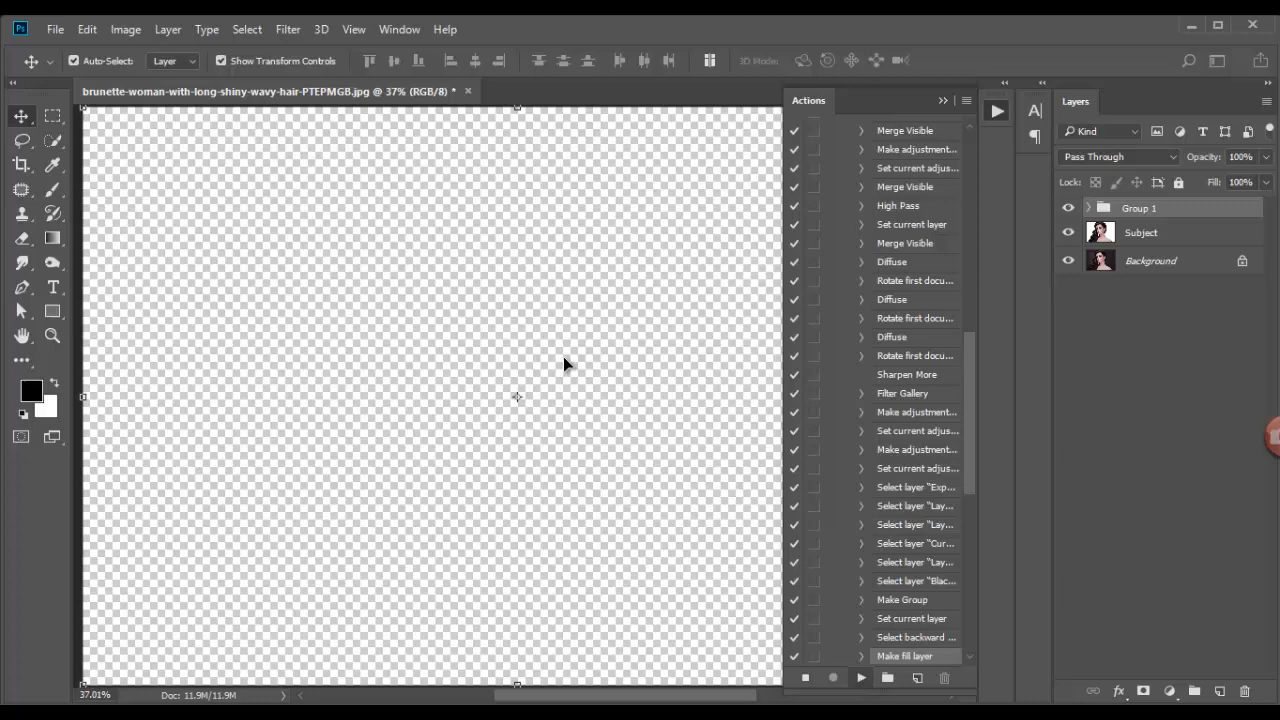 Ps File Edit Image Layer Type Select Filter 3D View Window Help
Auto-Select: Layer Show Transform Controls 3D Mode:
brunette-woman-with-long-shiny-wavy-hair-PTEPMGB.jpg @ 37% (RGB/8) * ×
Actions
Merge Visible
Make adjustment...
Set current adjus...
Merge Visible
High Pass
Set current layer
Merge Visible
Diffuse
Rotate first docu...
Diffuse
Rotate first docu...
Diffuse
Rotate first docu...
Sharpen More
Filter Gallery
Make adjustment...
Set current adjus...
Make adjustment...
Set current adjus...
Select layer "Exp...
Select layer "Lay...
Select layer "Lay...
Select layer "Cur...
Select layer "Lay...
Select layer "Blac...
Make Group
Set current layer
Select backward ...
Make fill layer
Layers
Kind
Pass Through Opacity: 100%
Lock: Fill: 100%
Group 1
Subject
Background
37.01% Doc: 11.9M/11.9M